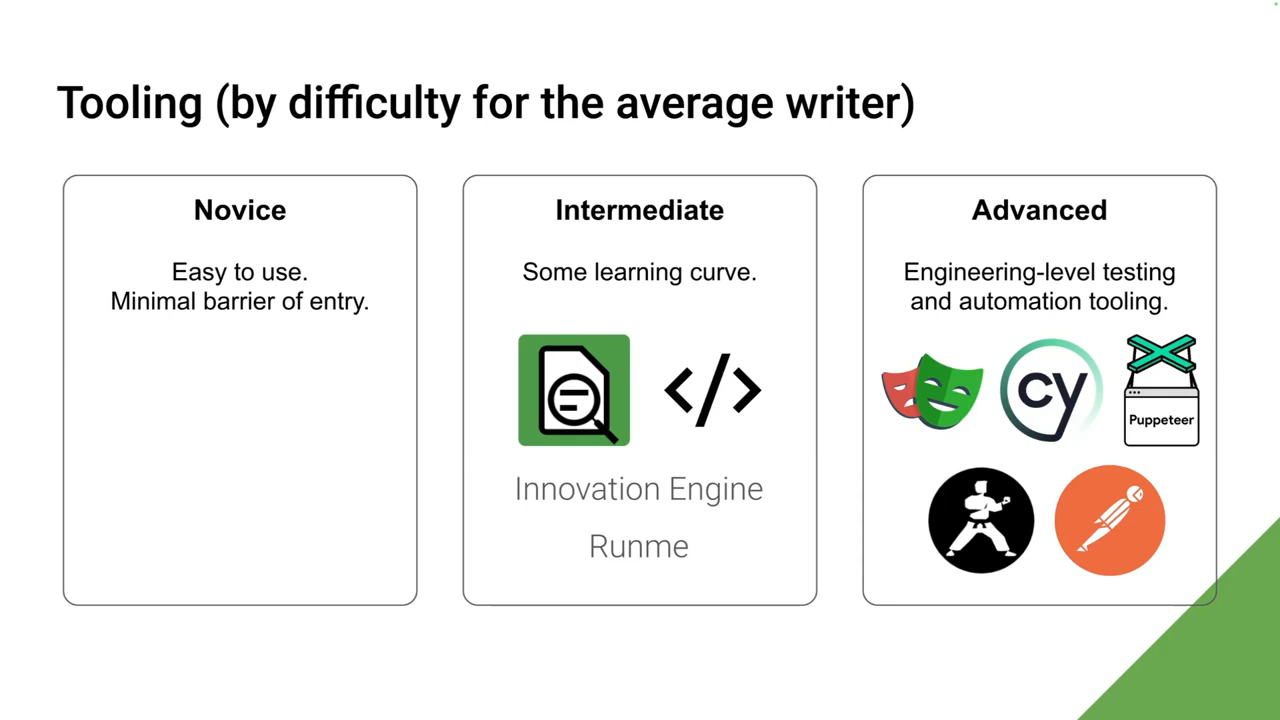 Tooling (by difficulty for the average writer)
Novice
Easy to use.
Minimal barrier of entry.
Intermediate
Some learning curve.
</>
Innovation Engine
Runme
Advanced
Engineering-level testing
and automation tooling.
cy
Puppeteer